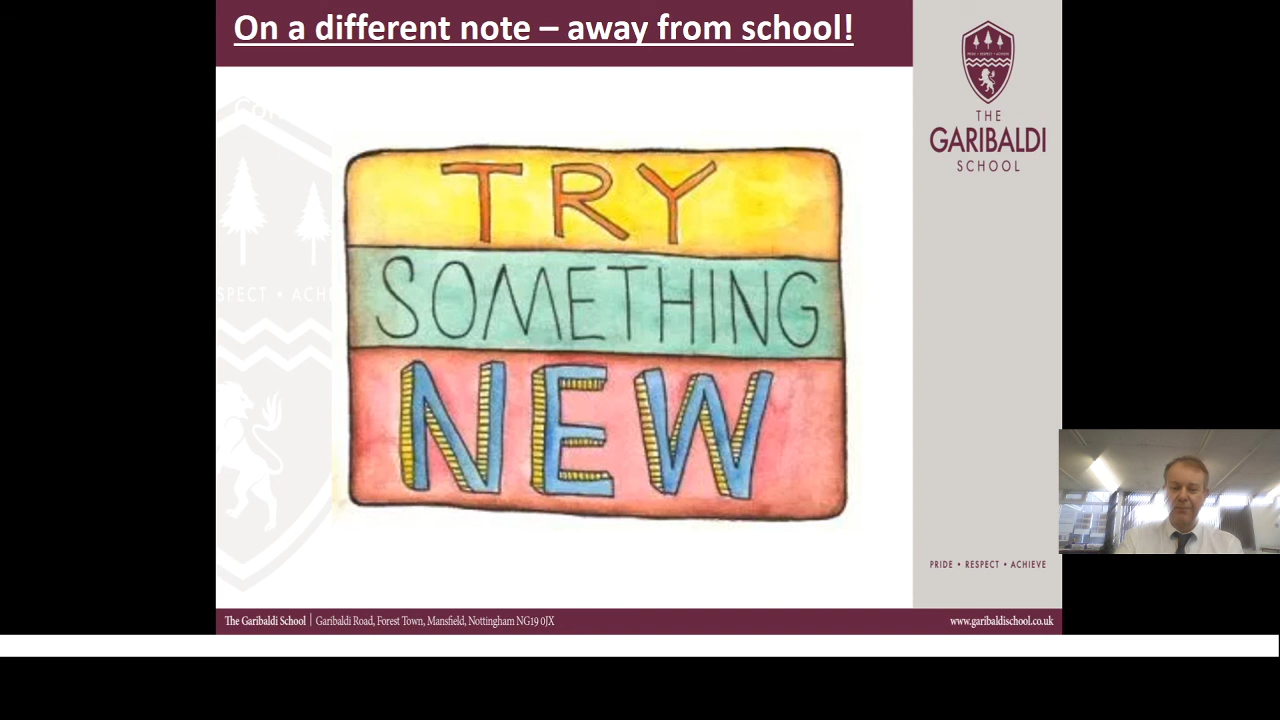 On a different note – away from school!
TRY
SOMETHING
NEW
THE
GARIBALDI
SCHOOL
PRIDE • RESPECT • ACHIEVE
The Garibaldi School | Garibaldi Road, Forest Town, Mansfield, Nottingham NG19 0JX
www.garibaldischool.co.uk